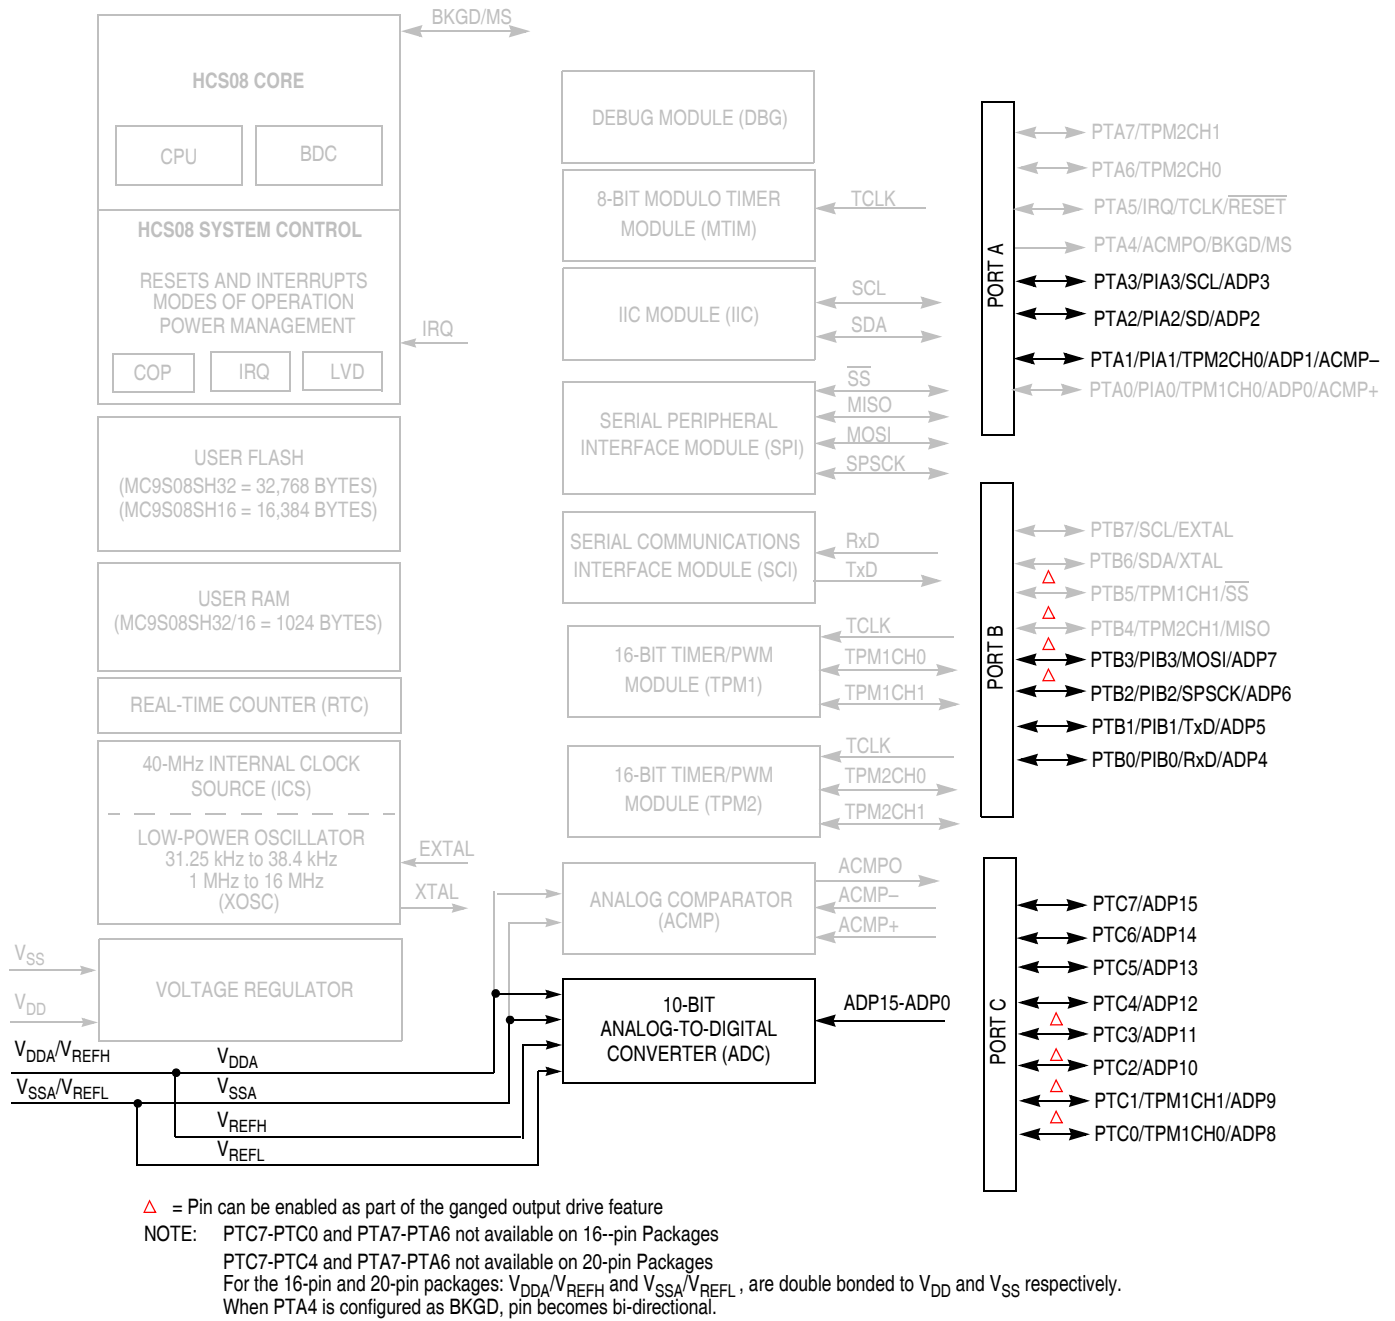 BKGD/MS
HCS08 CORE
CPU
BDC
HCS08 SYSTEM CONTROL
RESETS AND INTERRUPTS
MODES OF OPERATION
POWER MANAGEMENT
COP
IRQ
LVD
IRQ
USER FLASH
(MC9S08SH32 = 32,768 BYTES)
(MC9S08SH16 = 16,384 BYTES)
USER RAM
(MC9S08SH32/16 = 1024 BYTES)
REAL-TIME COUNTER (RTC)
40-MHz INTERNAL CLOCK
SOURCE (ICS)
LOW-POWER OSCILLATOR
31.25 kHz to 38.4 kHz
1 MHz to 16 MHz
(XOSC)
EXTAL
XTAL
VSS
VDD
VOLTAGE REGULATOR
VDDA/VREFH
VSSA/VREFL
VDDA
VSSA
VREFH
VREFL
DEBUG MODULE (DBG)
8-BIT MODULO TIMER
MODULE (MTIM)
TCLK
IIC MODULE (IIC)
SCL
SDA
SERIAL PERIPHERAL
INTERFACE MODULE (SPI)
SS
MISO
MOSI
SPSCK
SERIAL COMMUNICATIONS
INTERFACE MODULE (SCI)
RxD
TxD
16-BIT TIMER/PWM
MODULE (TPM1)
TCLK
TPM1CH0
TPM1CH1
16-BIT TIMER/PWM
MODULE (TPM2)
TCLK
TPM2CH0
TPM2CH1
ANALOG COMPARATOR
(ACMP)
ACMPO
ACMP–
ACMP+
10-BIT
ANALOG-TO-DIGITAL
CONVERTER (ADC)
ADP15-ADP0
PORT A
PTA7/TPM2CH1
PTA6/TPM2CH0
PTA5/IRQ/TCLK/RESET
PTA4/ACMPO/BKGD/MS
PTA3/PIA3/SCL/ADP3
PTA2/PIA2/SD/ADP2
PTA1/PIA1/TPM2CH0/ADP1/ACMP–
PTA0/PIA0/TPM1CH0/ADP0/ACMP+
PORT B
PTB7/SCL/EXTAL
PTB6/SDA/XTAL
PTB5/TPM1CH1/SS
PTB4/TPM2CH1/MISO
PTB3/PIB3/MOSI/ADP7
PTB2/PIB2/SPSCK/ADP6
PTB1/PIB1/TxD/ADP5
PTB0/PIB0/RxD/ADP4
PORT C
PTC7/ADP15
PTC6/ADP14
PTC5/ADP13
PTC4/ADP12
PTC3/ADP11
PTC2/ADP10
PTC1/TPM1CH1/ADP9
PTC0/TPM1CH0/ADP8
Δ = Pin can be enabled as part of the ganged output drive feature
NOTE: PTC7-PTC0 and PTA7-PTA6 not available on 16--pin Packages
PTC7-PTC4 and PTA7-PTA6 not available on 20-pin Packages
For the 16-pin and 20-pin packages: VDDA/VREFH and VSSA/VREFL , are double bonded to VDD and VSS respectively.
When PTA4 is configured as BKGD, pin becomes bi-directional.